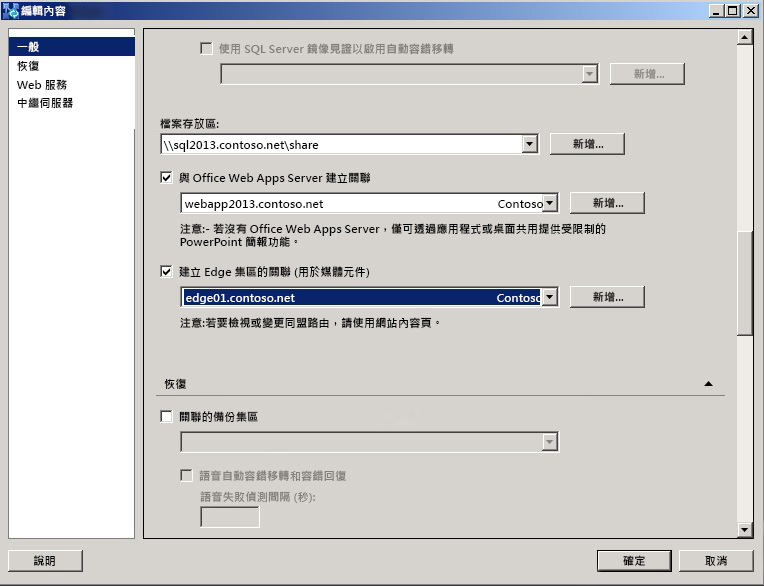 編輯內容
一般
恢復
Web 服務
中繼伺服器
使用 SQL Server 鏡像見證以啟用自動容錯移轉
新增...
檔案存放區:
\\sql2013.contoso.net\share
新增...
與 Office Web Apps Server 建立關聯
webapp2013.contoso.net Contoso
新增...
注意:- 若沒有 Office Web Apps Server，僅可透過應用程式或桌面共用提供受限制的
PowerPoint 簡報功能。
建立 Edge 集區的關聯 (用於媒體元件)
edge01.contoso.net Contoso
新增...
注意:若要檢視或變更同盟路由，請使用網站內容頁。
恢復
關聯的備份集區
語音自動容錯移轉和容錯回復
語音失敗偵測間隔 (秒):
說明
確定
取消